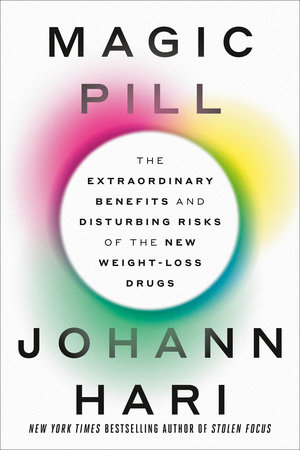 MAGIC
PILL
THE
EXTRAORDINARY
BENEFITS AND
DISTURBING RISKS
OF THE NEW
WEIGHT-LOSS
DRUGS
JOHANN
HARI
NEW YORK TIMES BESTSELLING AUTHOR OF STOLEN FOCUS